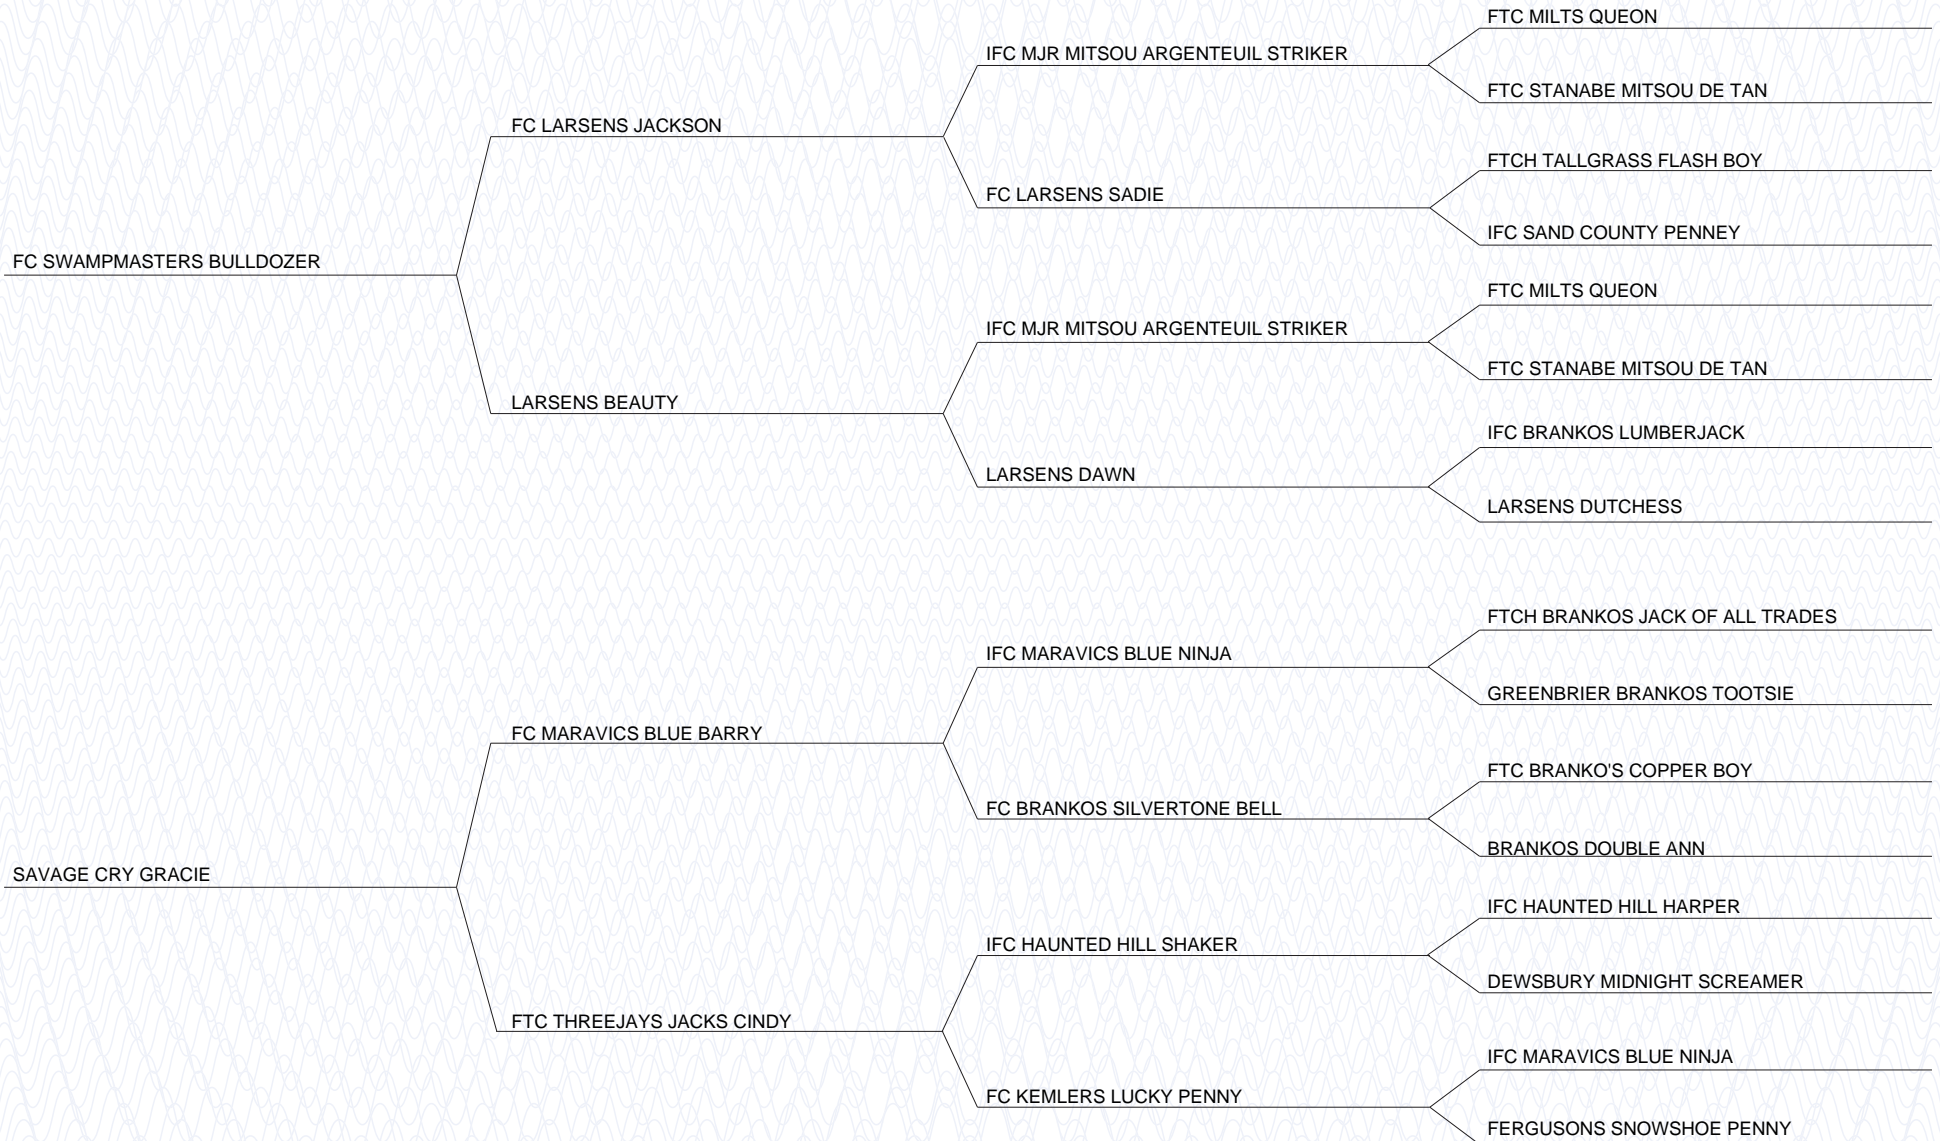 FTC MILTS QUEON
IFC MJR MITSOU ARGENTEUIL STRIKER
FTC STANABE MITSOU DE TAN
FC LARSENS JACKSON
FTCH TALLGRASS FLASH BOY
FC LARSENS SADIE
IFC SAND COUNTY PENNEY
FC SWAMPMASTERS BULLDOZER
FTC MILTS QUEON
IFC MJR MITSOU ARGENTEUIL STRIKER
FTC STANABE MITSOU DE TAN
LARSENS BEAUTY
IFC BRANKOS LUMBERJACK
LARSENS DAWN
LARSENS DUTCHESS
FTCH BRANKOS JACK OF ALL TRADES
IFC MARAVICS BLUE NINJA
GREENBRIER BRANKOS TOOTSIE
FC MARAVICS BLUE BARRY
FTC BRANKO'S COPPER BOY
FC BRANKOS SILVERTONE BELL
BRANKOS DOUBLE ANN
SAVAGE CRY GRACIE
IFC HAUNTED HILL HARPER
IFC HAUNTED HILL SHAKER
DEWSBURY MIDNIGHT SCREAMER
FTC THREEJAYS JACKS CINDY
IFC MARAVICS BLUE NINJA
FC KEMLERS LUCKY PENNY
FERGUSONS SNOWSHOE PENNY